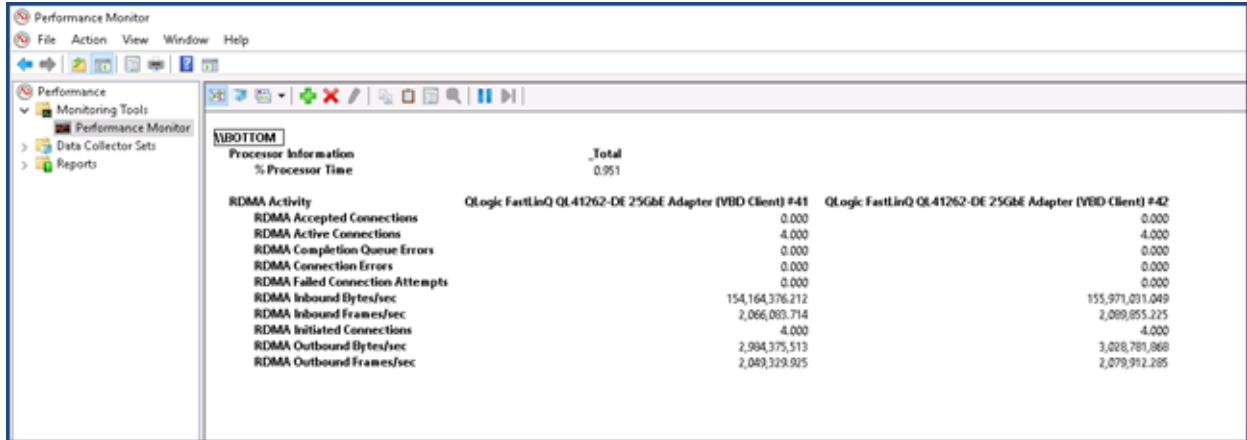 Performance Monitor
File Action View Window Help
Performance
Monitoring Tools
Performance Monitor
Data Collector Sets
Reports
\\BOTTOM
Processor Information _Total
% Processor Time 0.951
RDMA Activity QLogic FastLinQ QL41262-DE 25GbE Adapter (VBD Client) #41 QLogic FastLinQ QL41262-DE 25GbE Adapter (VBD Client) #42
RDMA Accepted Connections 0.000 0.000
RDMA Active Connections 4.000 4.000
RDMA Completion Queue Errors 0.000 0.000
RDMA Connection Errors 0.000 0.000
RDMA Failed Connection Attempts 0.000 0.000
RDMA Inbound Bytes/sec 154,164,376.212 155,971,031.049
RDMA Inbound Frames/sec 2,066,083.714 2,089,855.225
RDMA Initiated Connections 4.000 4.000
RDMA Outbound Bytes/sec 2,984,375,513 3,028,781,868
RDMA Outbound Frames/sec 2,049,329.925 2,079,912.285